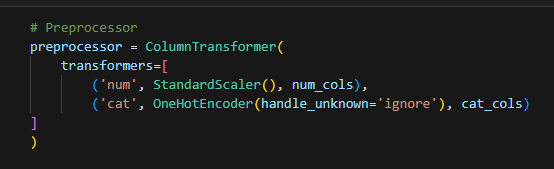 # Preprocessor
preprocessor = ColumnTransformer(
    transformers=[
        ('num', StandardScaler(), num_cols),
        ('cat', OneHotEncoder(handle_unknown='ignore'), cat_cols)
]
)